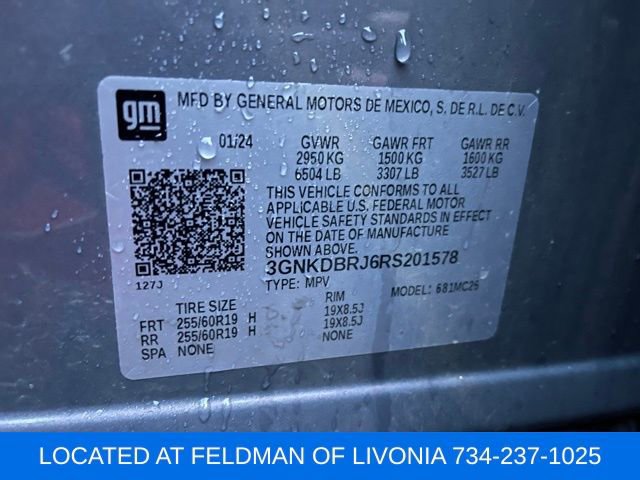 gm
MFD BY GENERAL MOTORS DE MEXICO, S. DE R.L. DE C.V.
01/24 GVWR GAWR FRT GAWR RR
2950 KG 1500 KG 1600 KG
6504 LB 3307 LB 3527 LB
THIS VEHICLE CONFORMS TO ALL
APPLICABLE U.S. FEDERAL MOTOR
VEHICLE SAFETY STANDARDS IN EFFECT
ON THE DATE OF MANUFACTURE
SHOWN ABOVE.
3GNKDBRJ6RS201578
127J TYPE: MPV MODEL: 681MC26
TIRE SIZE RIM
FRT 255/60R19 H 19X8.5J
RR 255/60R19 H 19X8.5J
SPA NONE NONE
LOCATED AT FELDMAN OF LIVONIA 734-237-1025